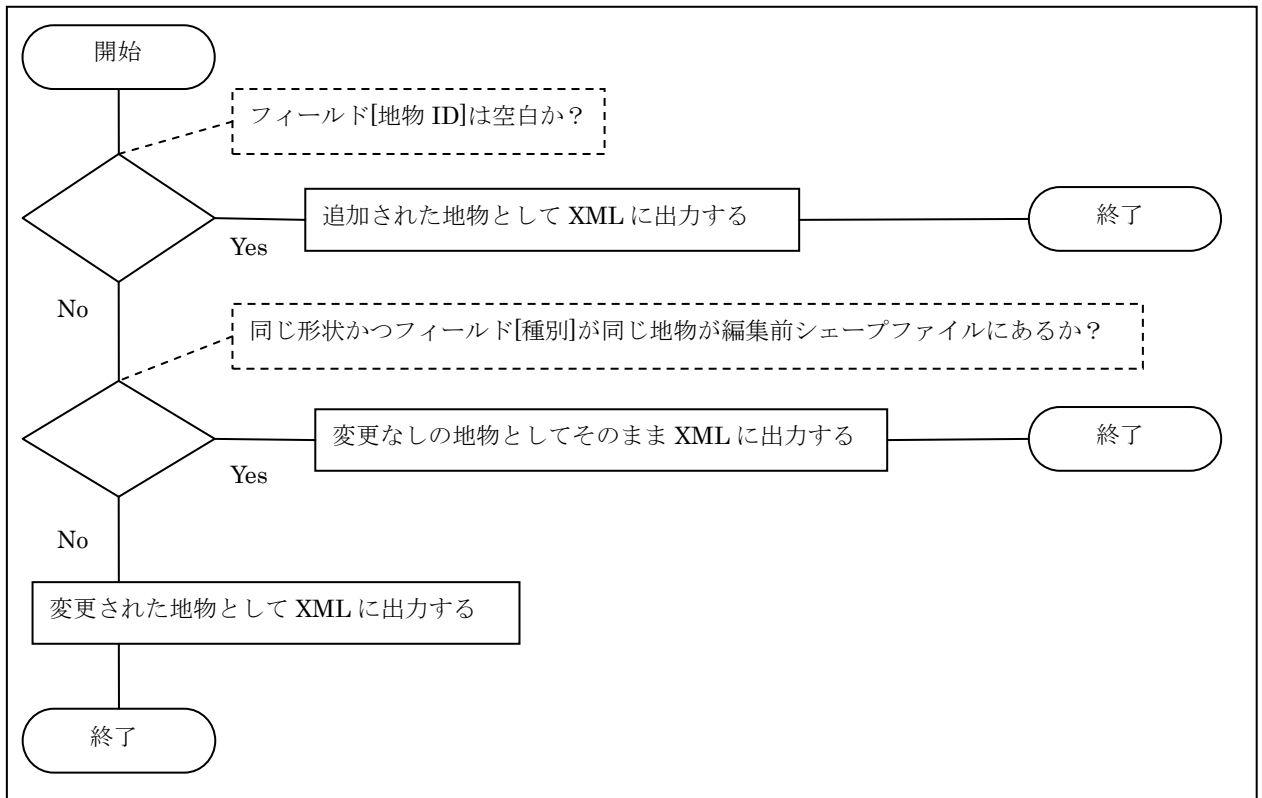 開始
フィールド[地物 ID]は空白か？
追加された地物として XML に出力する
終了
Yes
No
同じ形状かつフィールド[種別]が同じ地物が編集前シェープファイルにあるか？
変更なしの地物としてそのまま XML に出力する
終了
Yes
No
変更された地物として XML に出力する
終了